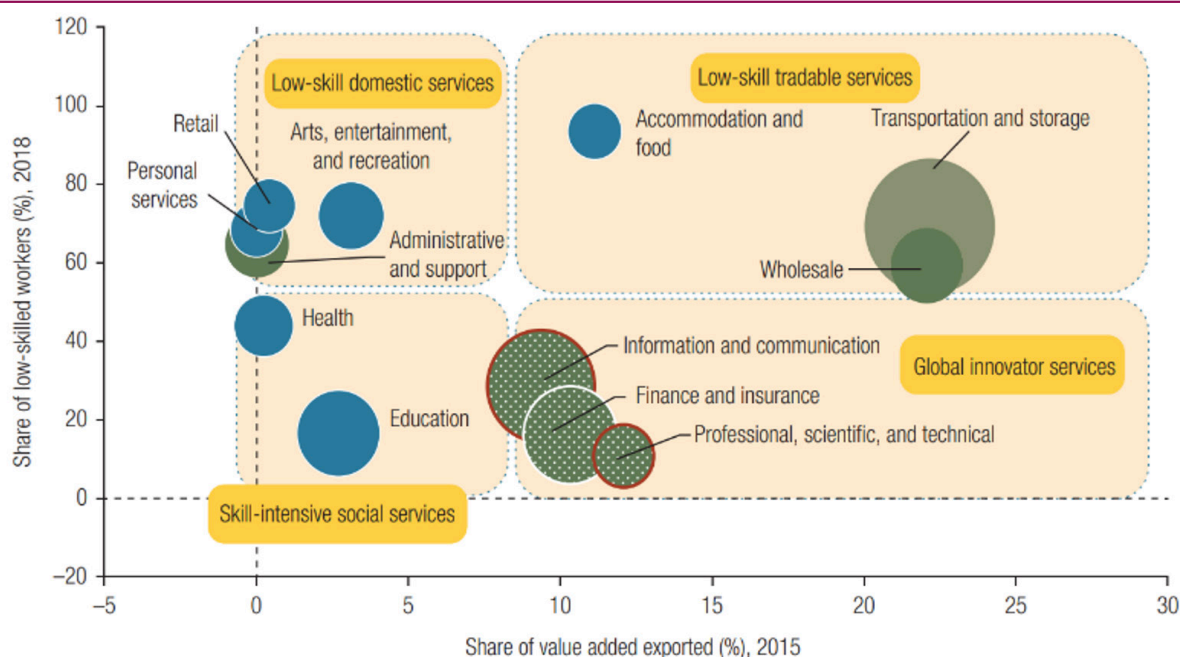 120
100
80
60
40
20
0
–20
Share of low-skilled workers (%), 2018
Low-skill domestic services
Low-skill tradable services
Retail
Arts, entertainment,
and recreation
Personal
services
Administrative
and support
Accommodation and
food
Transportation and storage
Wholesale
Health
Education
Information and communication
Finance and insurance
Professional, scientific, and technical
Global innovator services
Skill-intensive social services
–5
0
5
10
15
20
25
30
Share of value added exported (%), 2015